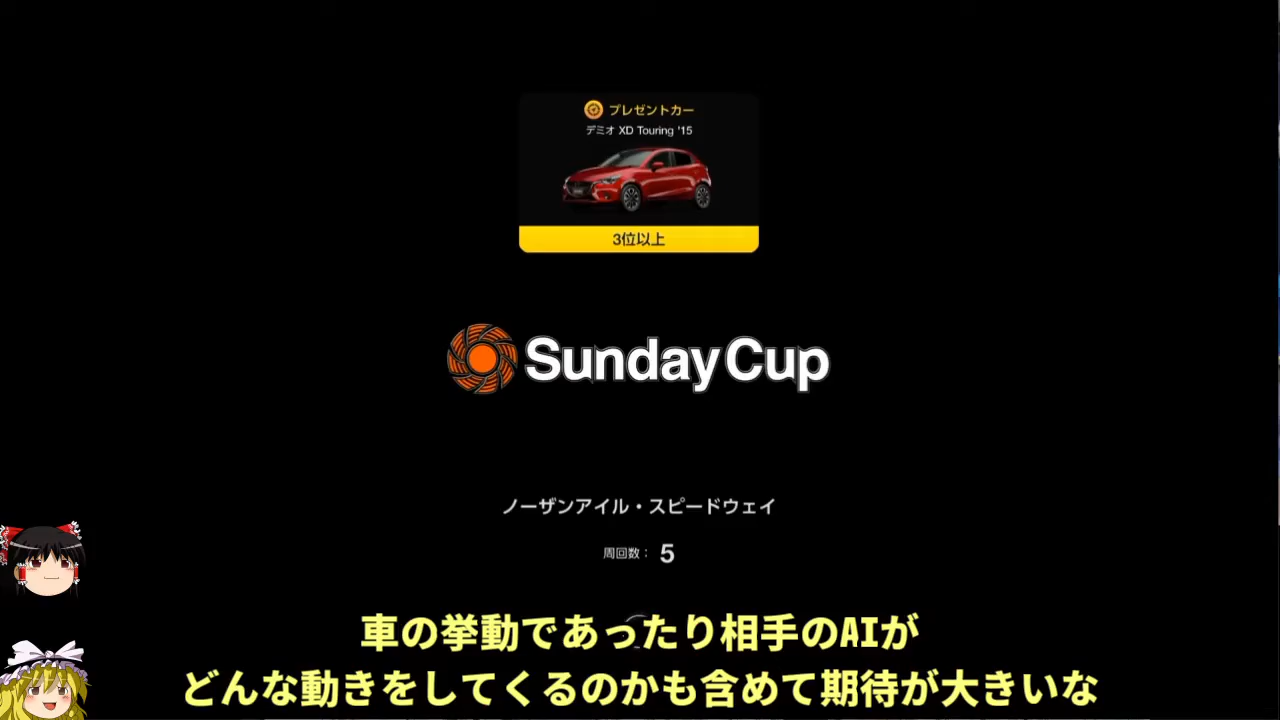 プレゼントカー
デミオ XD Touring '15
3位以上
Sunday Cup
ノーザンアイル・スピードウェイ
周回数： 5
車の挙動であったり相手のAIが
どんな動きをしてくるのかも含めて期待が大きいな